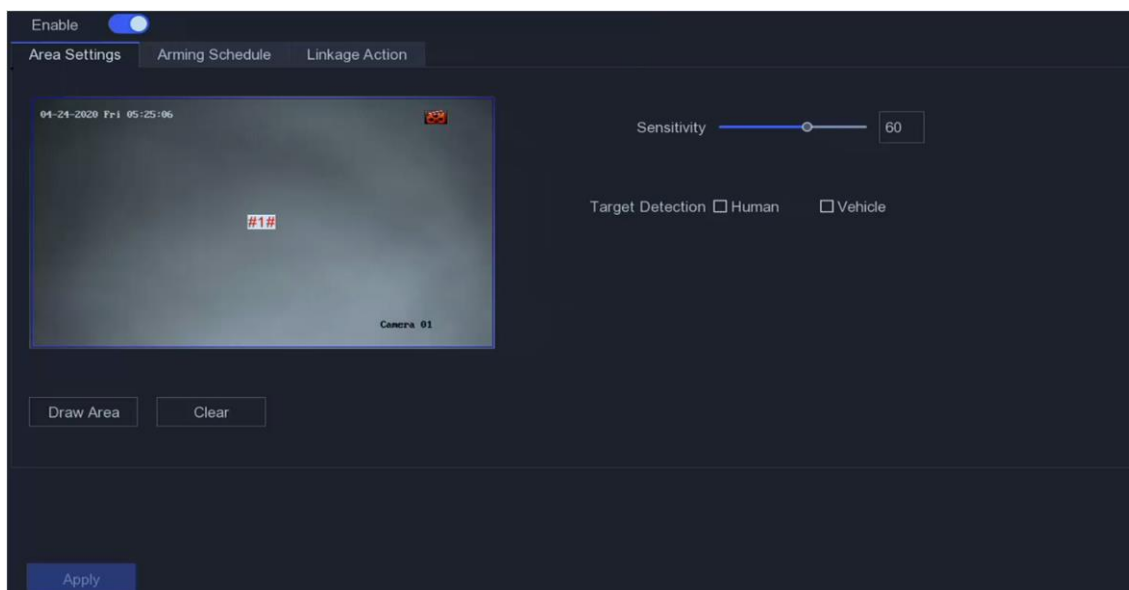 Enable
Area Settings Arming Schedule Linkage Action
04-24-2020 Fri 05:25:06
Sensitivity 60
Target Detection Human Vehicle
#1#
Camera 01
Draw Area Clear
Apply